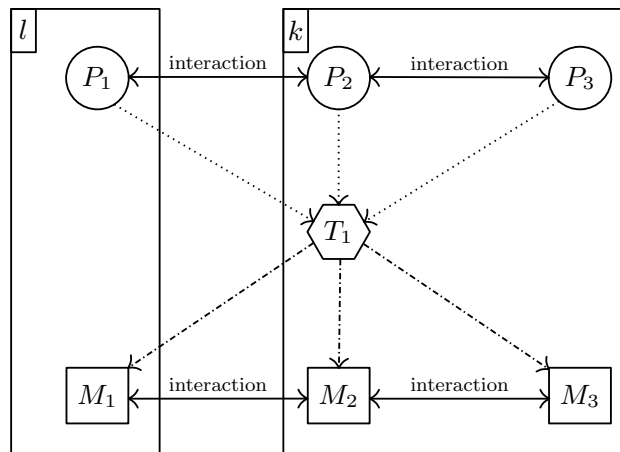 l
k
P₁
interaction
P₂
interaction
P₃
T₁
M₁
interaction
M₂
interaction
M₃